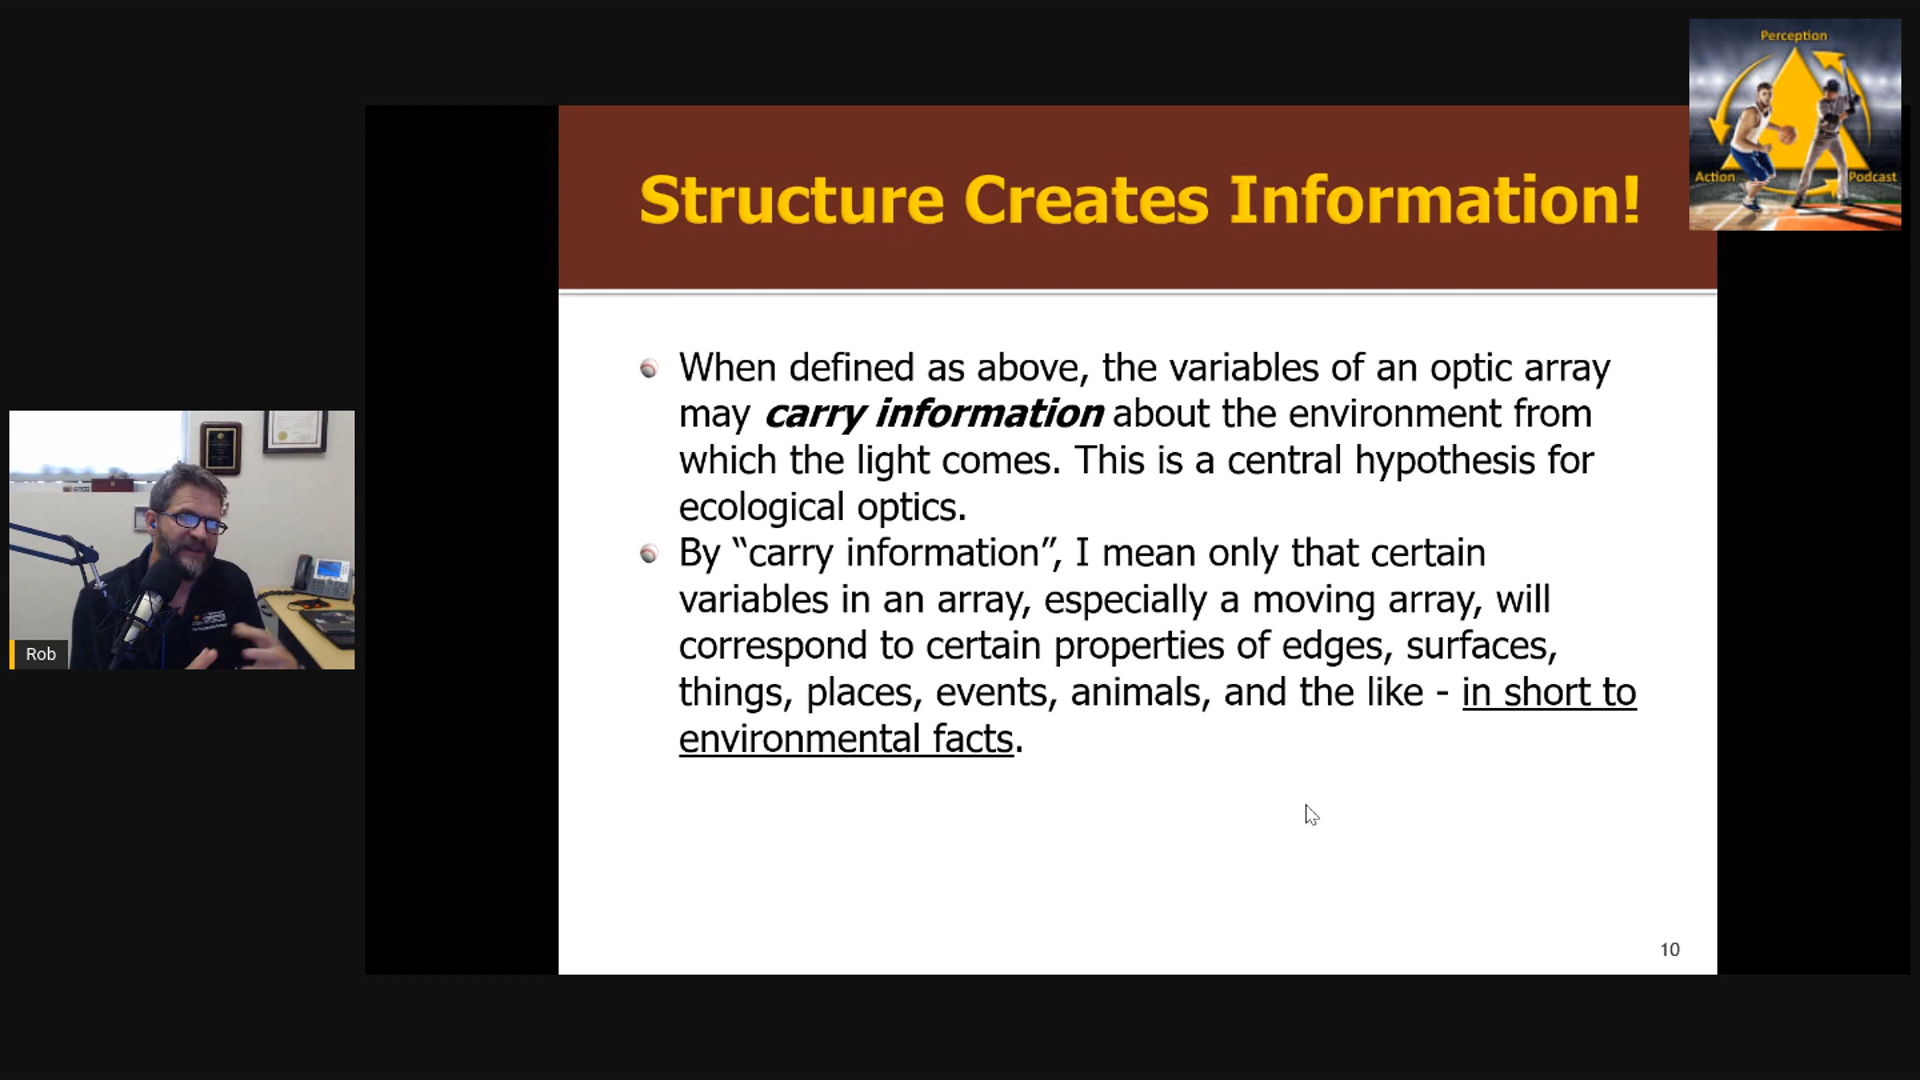 Perception
Action
Podcast
Structure Creates Information!
When defined as above, the variables of an optic array
may carry information about the environment from
which the light comes. This is a central hypothesis for
ecological optics.
By “carry information”, I mean only that certain
variables in an array, especially a moving array, will
correspond to certain properties of edges, surfaces,
things, places, events, animals, and the like - in short to
environmental facts.
10
Rob